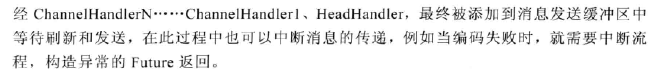 经 ChannelHandlerN……ChannelHandler1、HeadHandler，最终被添加到消息发送缓冲区中
等待刷新和发送，在此过程中也可以中断消息的传递，例如当编码失败时，就需要中断流
程，构造异常的 Future 返回。